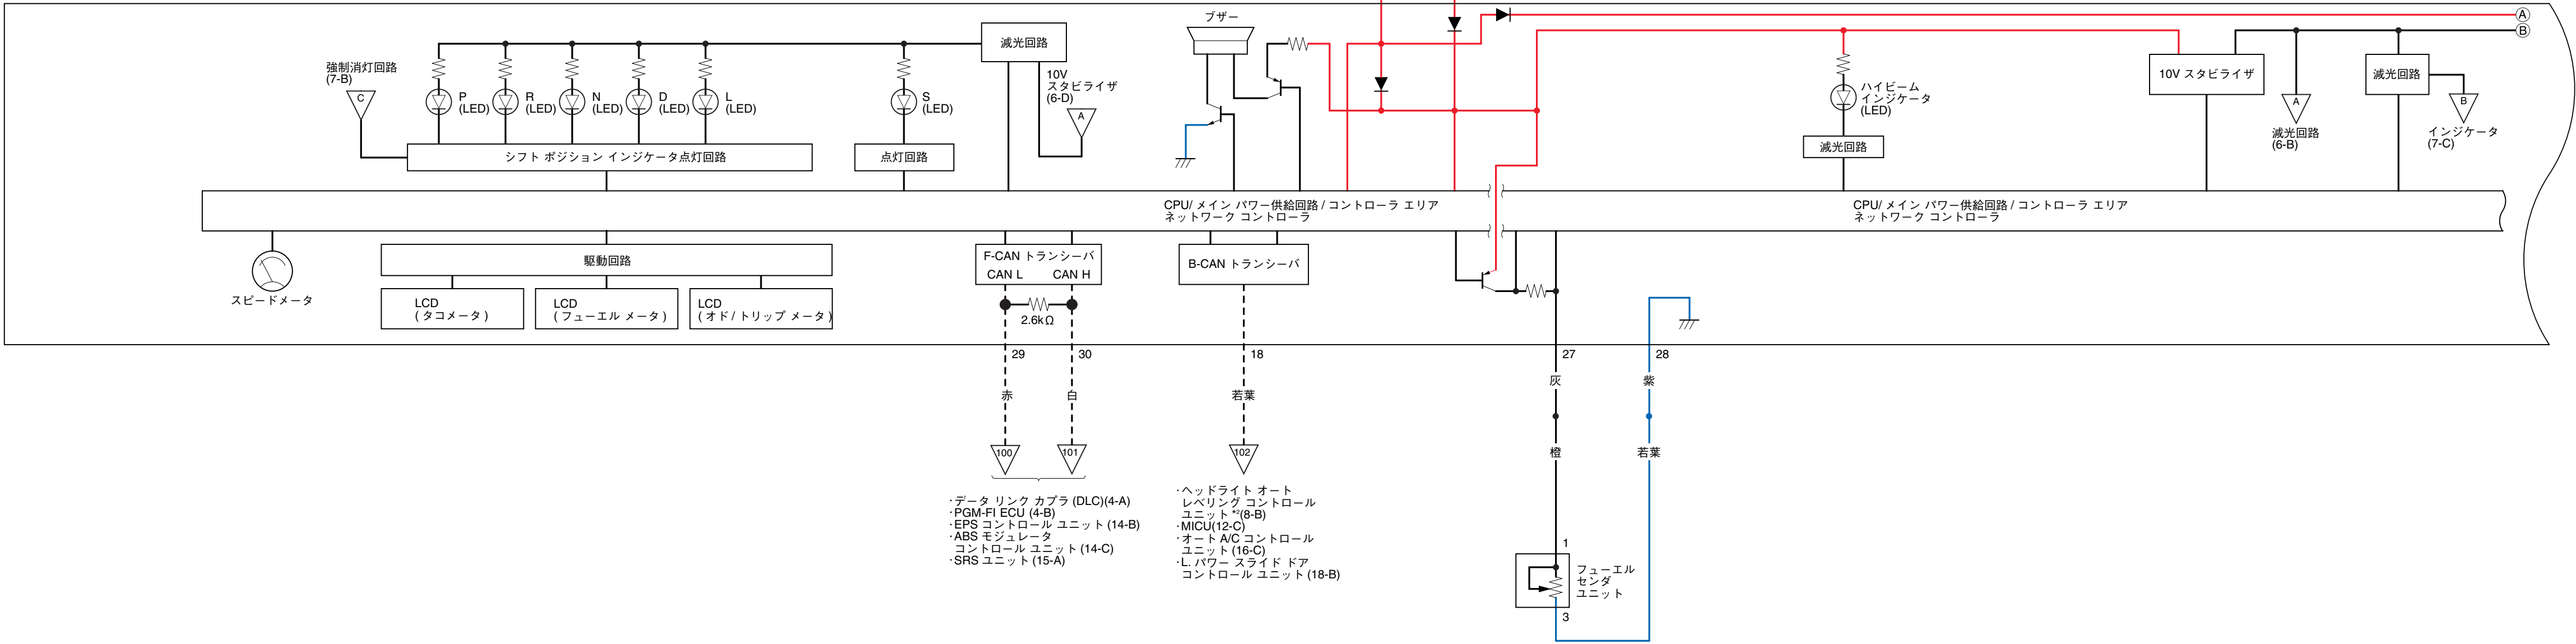 ブザー
A
B
減光回路
強制消灯回路
(7-B)
C
10V
スタビライザ
(6-D)
A
P
(LED)
R
(LED)
N
(LED)
D
(LED)
L
(LED)
S
(LED)
ハイビーム
インジケータ
(LED)
10V スタビライザ
減光回路
A
減光回路
(6-B)
B
インジケータ
(7-C)
シフト ポジション インジケータ点灯回路
点灯回路
減光回路
CPU/ メイン パワー供給回路 / コントローラ エリア
ネットワーク コントローラ
CPU/ メイン パワー供給回路 / コントローラ エリア
ネットワーク コントローラ
スピードメータ
駆動回路
LCD
( タコメータ )
LCD
( フューエル メータ )
LCD
( オド / トリップ メータ )
F-CAN トランシーバ
CAN L CAN H
2.6kΩ
B-CAN トランシーバ
29
30
18
27
28
赤
白
若葉
灰
紫
橙
若葉
100
101
102
·データ リンク カプラ (DLC)(4-A)
·PGM-FI ECU (4-B)
·EPS コントロール ユニット (14-B)
·ABS モジュレータ
コントロール ユニット (14-C)
·SRS ユニット (15-A)
·ヘッドライト オート
レベリング コントロール
ユニット *²(8-B)
·MICU(12-C)
·オート A/C コントロール
ユニット (16-C)
·L. パワー スライド ドア
コントロール ユニット (18-B)
1
フューエル
センダ
ユニット
3